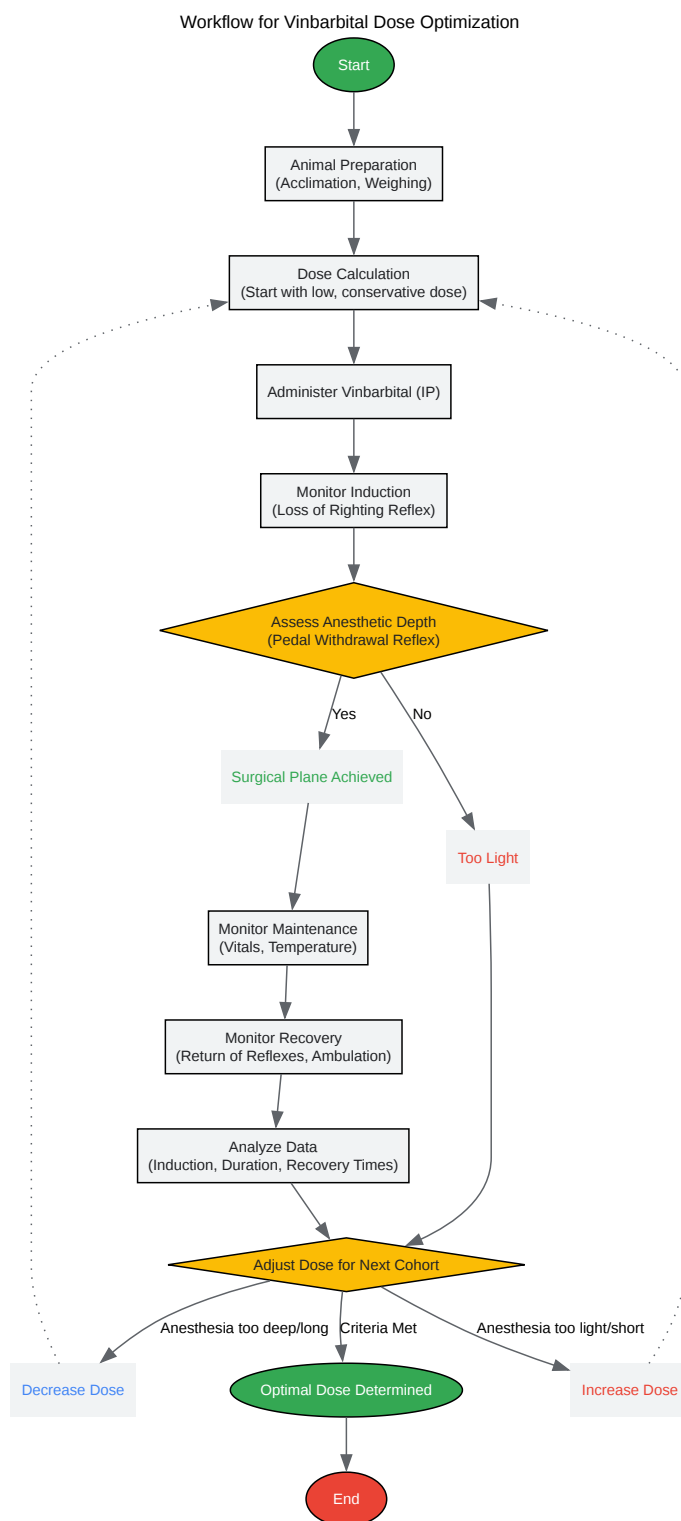 Workflow for Vinbarbital Dose Optimization
Start
Animal Preparation
(Acclimation, Weighing)
Dose Calculation
(Start with low, conservative dose)
Administer Vinbarbital (IP)
Monitor Induction
(Loss of Righting Reflex)
Assess Anesthetic Depth
(Pedal Withdrawal Reflex)
Yes
No
Surgical Plane Achieved
Too Light
Monitor Maintenance
(Vitals, Temperature)
Monitor Recovery
(Return of Reflexes, Ambulation)
Analyze Data
(Induction, Duration, Recovery Times)
Adjust Dose for Next Cohort
Anesthesia too deep/long
Criteria Met
Anesthesia too light/short
Decrease Dose
Optimal Dose Determined
Increase Dose
End